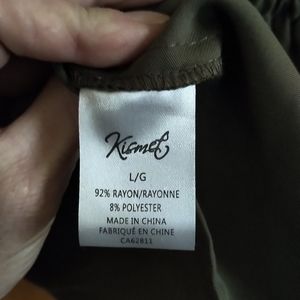 Kismet
L/G
92% RAYON/RAYONNE
8% POLYESTER
MADE IN CHINA
FABRIQUÉ EN CHINE
CA62811